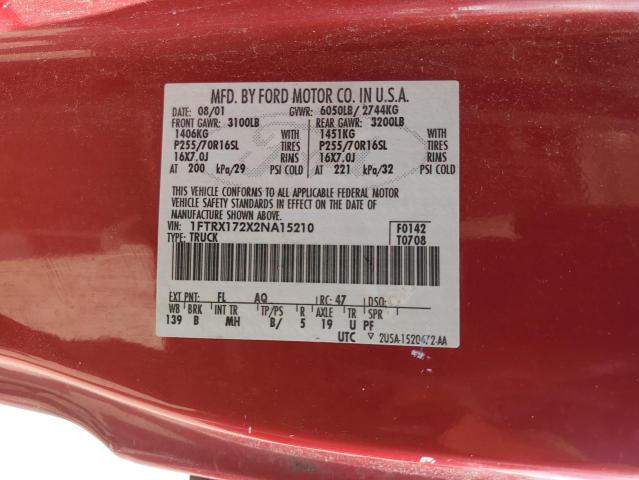 MFD. BY FORD MOTOR CO. IN U.S.A.
DATE: 08/01 GVWR: 6050LB/ 2744KG
FRONT GAWR: 3100LB REAR GAWR: 3200LB
1406KG WITH 1451KG WITH
P255/70R16SL TIRES P255/70R16SL TIRES
16X7.0J RIMS 16X7.0J RIMS
AT 200 kPa/29 PSI COLD AT 221 kPa/32 PSI COLD
THIS VEHICLE CONFORMS TO ALL APPLICABLE FEDERAL MOTOR
VEHICLE SAFETY STANDARDS IN EFFECT ON THE DATE OF
MANUFACTURE SHOWN ABOVE.
VIN: 1FTRX172X2NA15210 F0142
TYPE: TRUCK T0708
EXT PNT: FL AQ RC: 47 DSO:
WB BRK INT TR TP/PS R AXLE TR SPR
139 B MH B/ 5 19 U PF
UTC ▽ 2U5A-1520472-AA